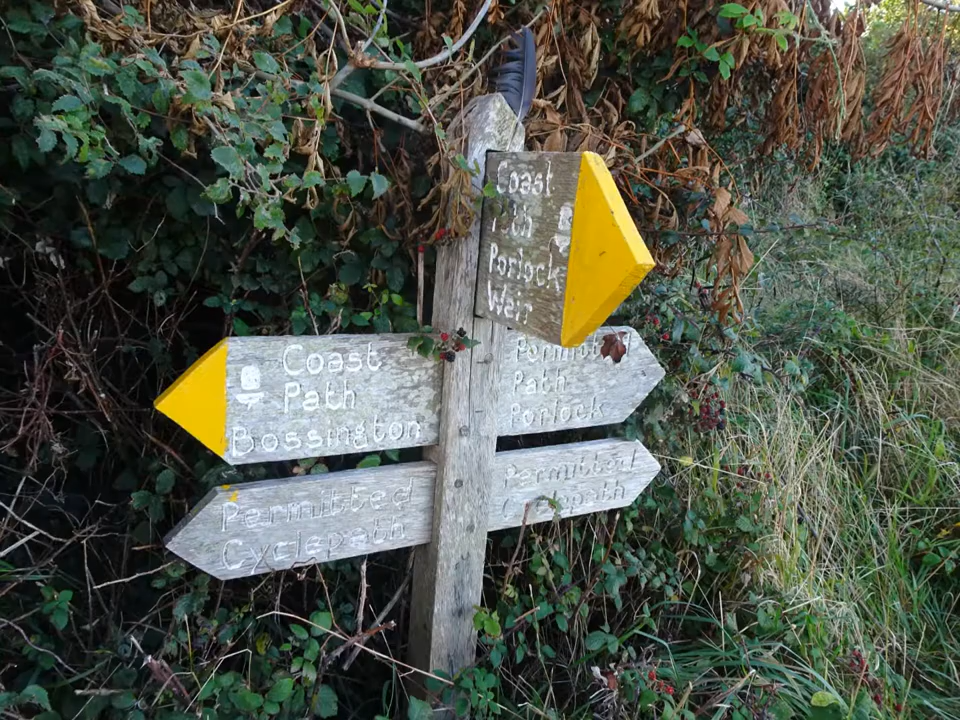 Coast
Path
Porlock
Weir
Coast
Path
Bossington
Permitted
Path
Porlock
Permitted
Cyclepath
Permitted
Cyclepath